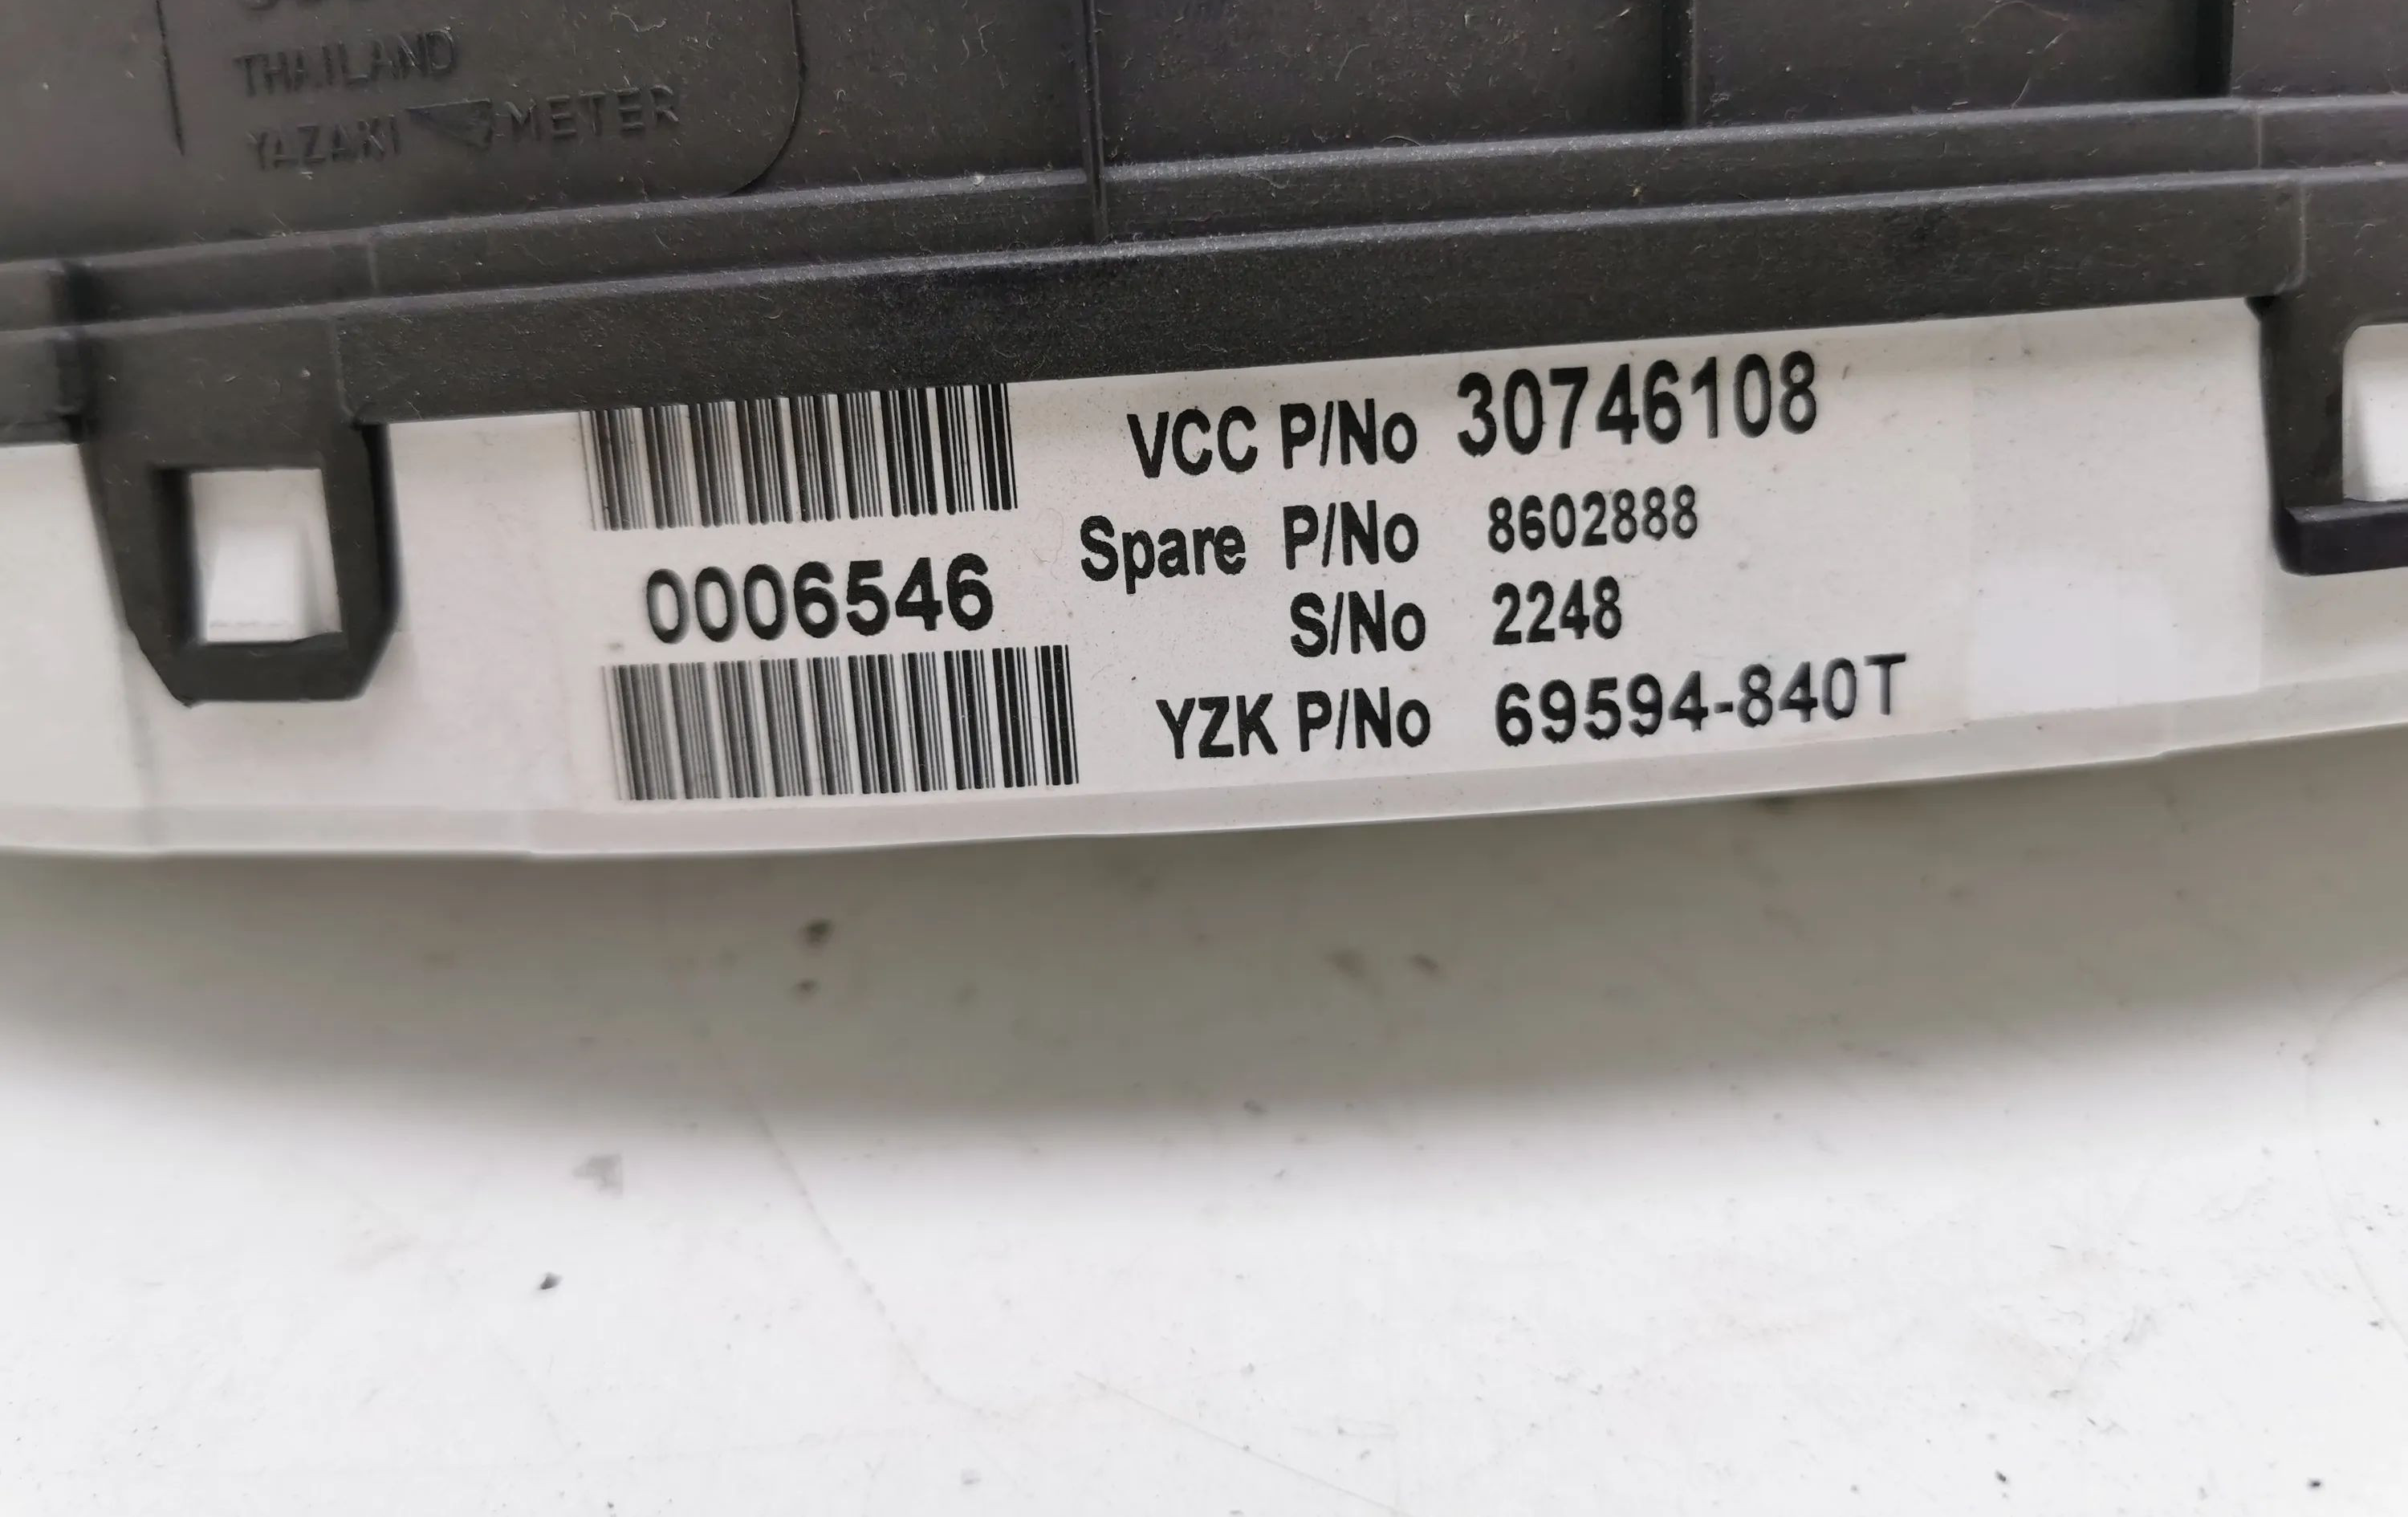 THAILAND
YAZAKI METER
VCC P/No 30746108
Spare P/No 8602888
0006546
S/No 2248
YZK P/No 69594-840T